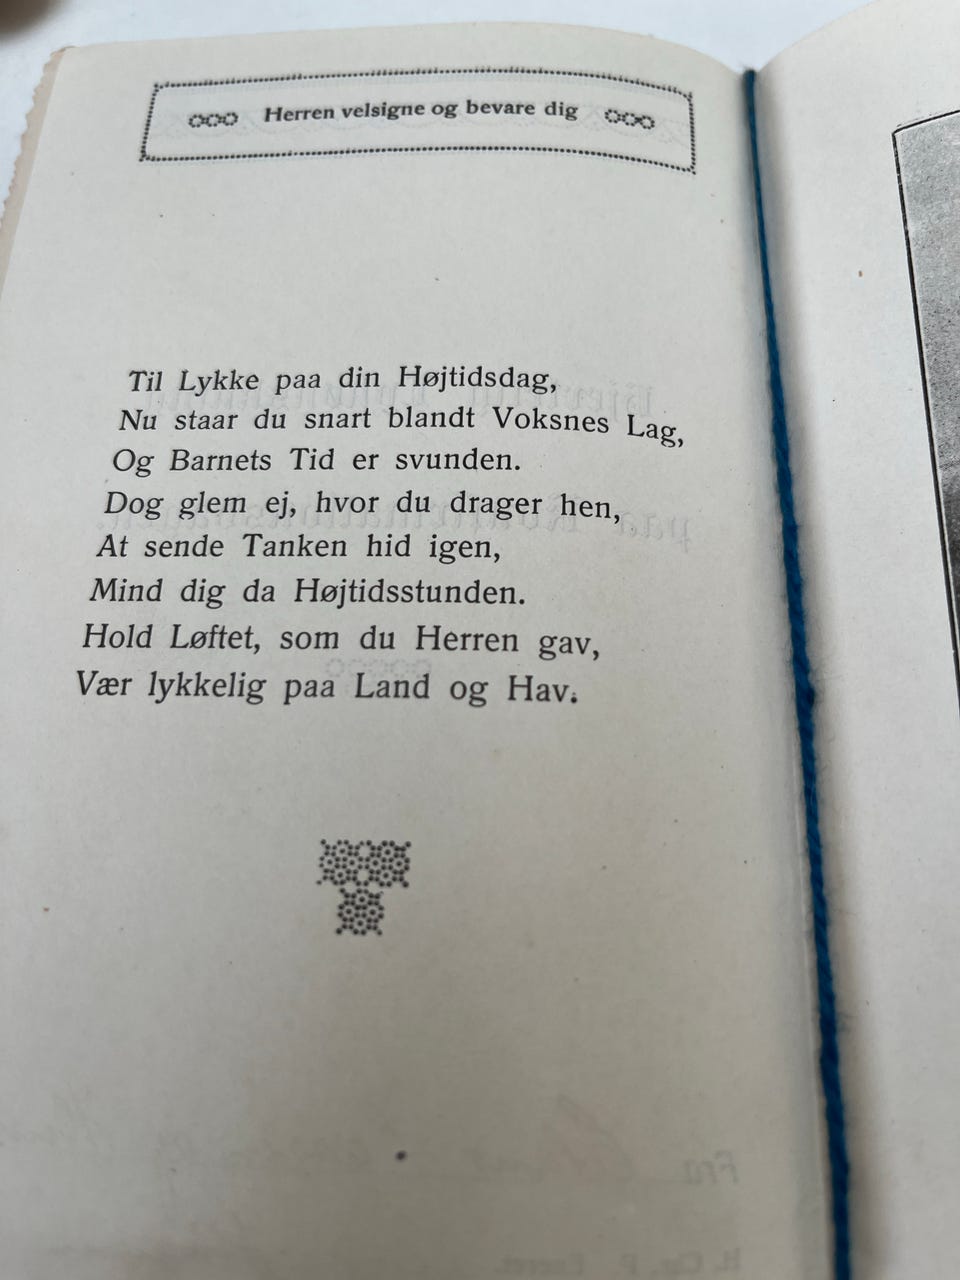 Herren velsigne og bevare dig
Til Lykke paa din Højtidsdag,
Nu staar du snart blandt Voksnes Lag,
Og Barnets Tid er svunden.
Dog glem ej, hvor du drager hen,
At sende Tanken hid igen,
Mind dig da Højtidsstunden.
Hold Løftet, som du Herren gav,
Vær lykkelig paa Land og Hav.